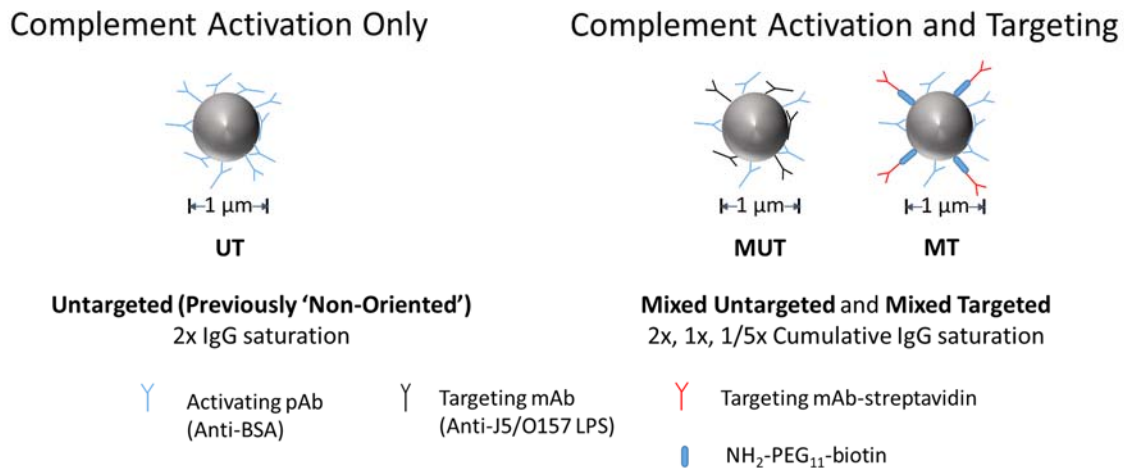 Complement Activation Only
Complement Activation and Targeting
1 μm
1 μm
1 μm
UT
MUT
MT
Untargeted (Previously ‘Non-Oriented’)
2x IgG saturation
Mixed Untargeted and Mixed Targeted
2x, 1x, 1/5x Cumulative IgG saturation
Activating pAb
(Anti-BSA)
Targeting mAb
(Anti-J5/O157 LPS)
Targeting mAb-streptavidin
NH₂-PEG₁₁-biotin